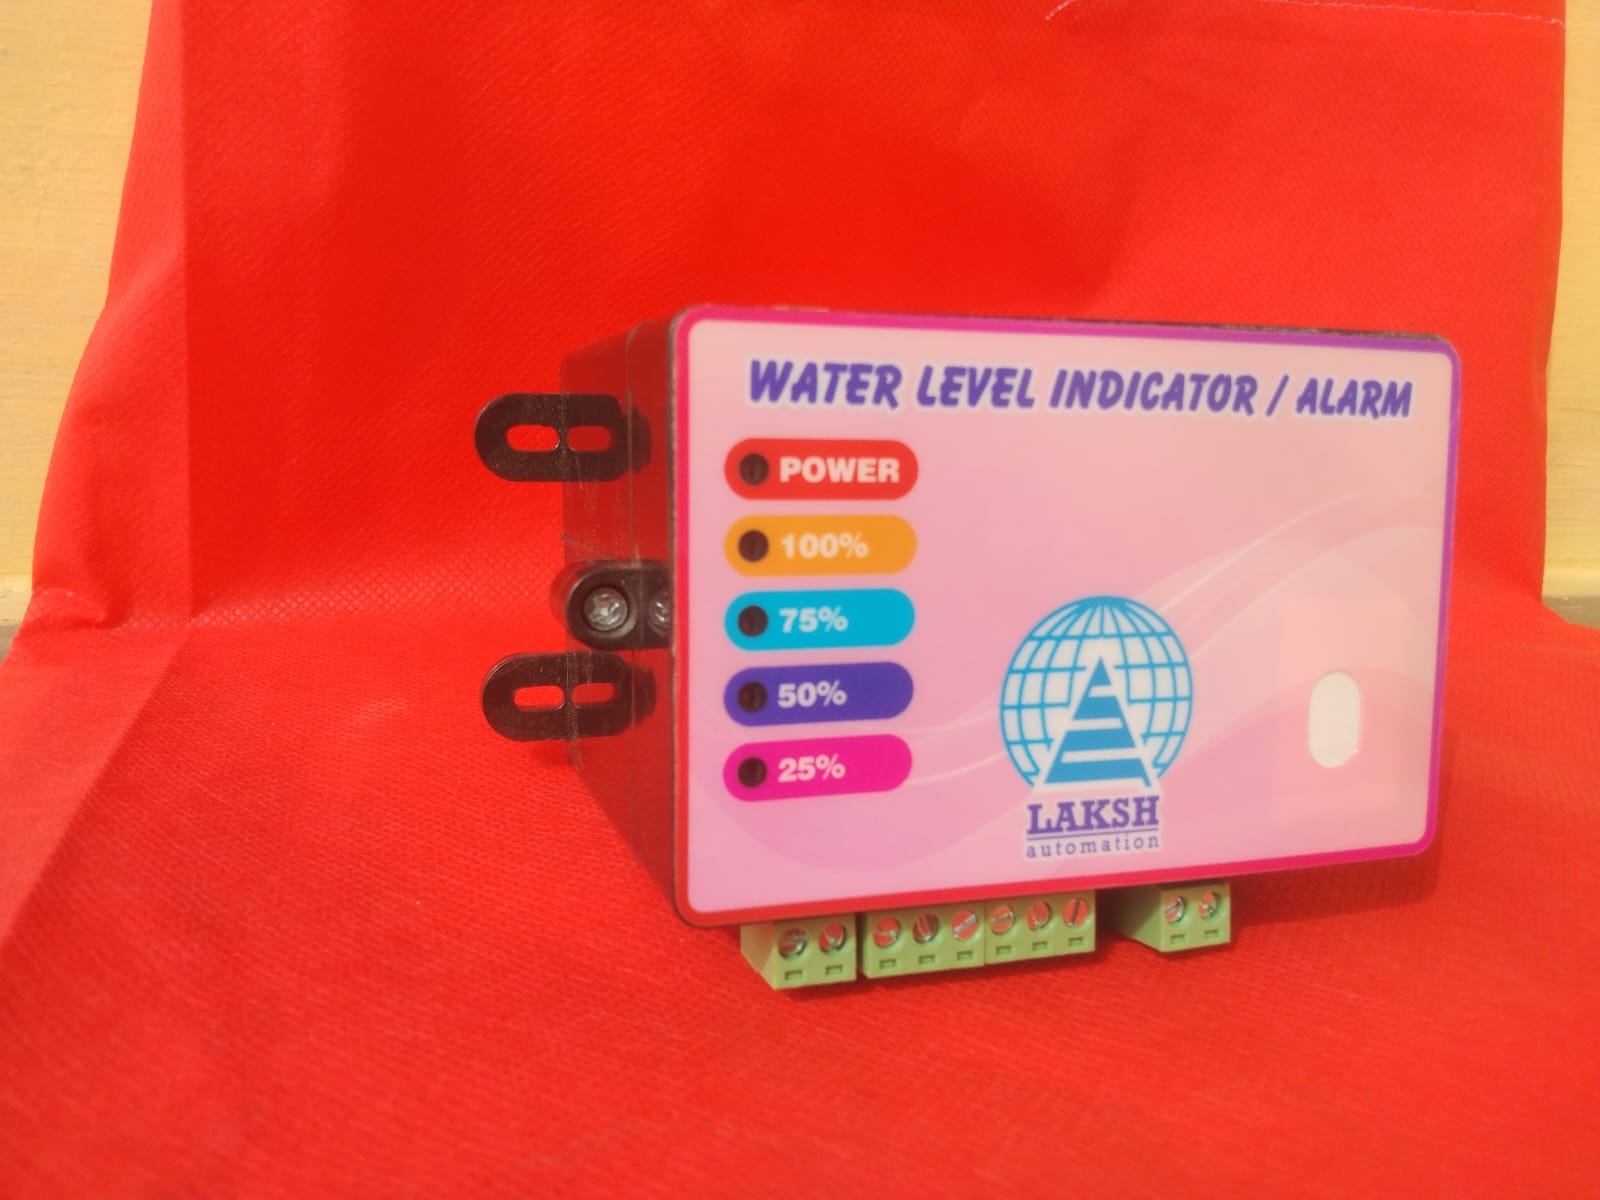 WATER LEVEL INDICATOR / ALARM
POWER
100%
75%
50%
25%
LAKSH
automation